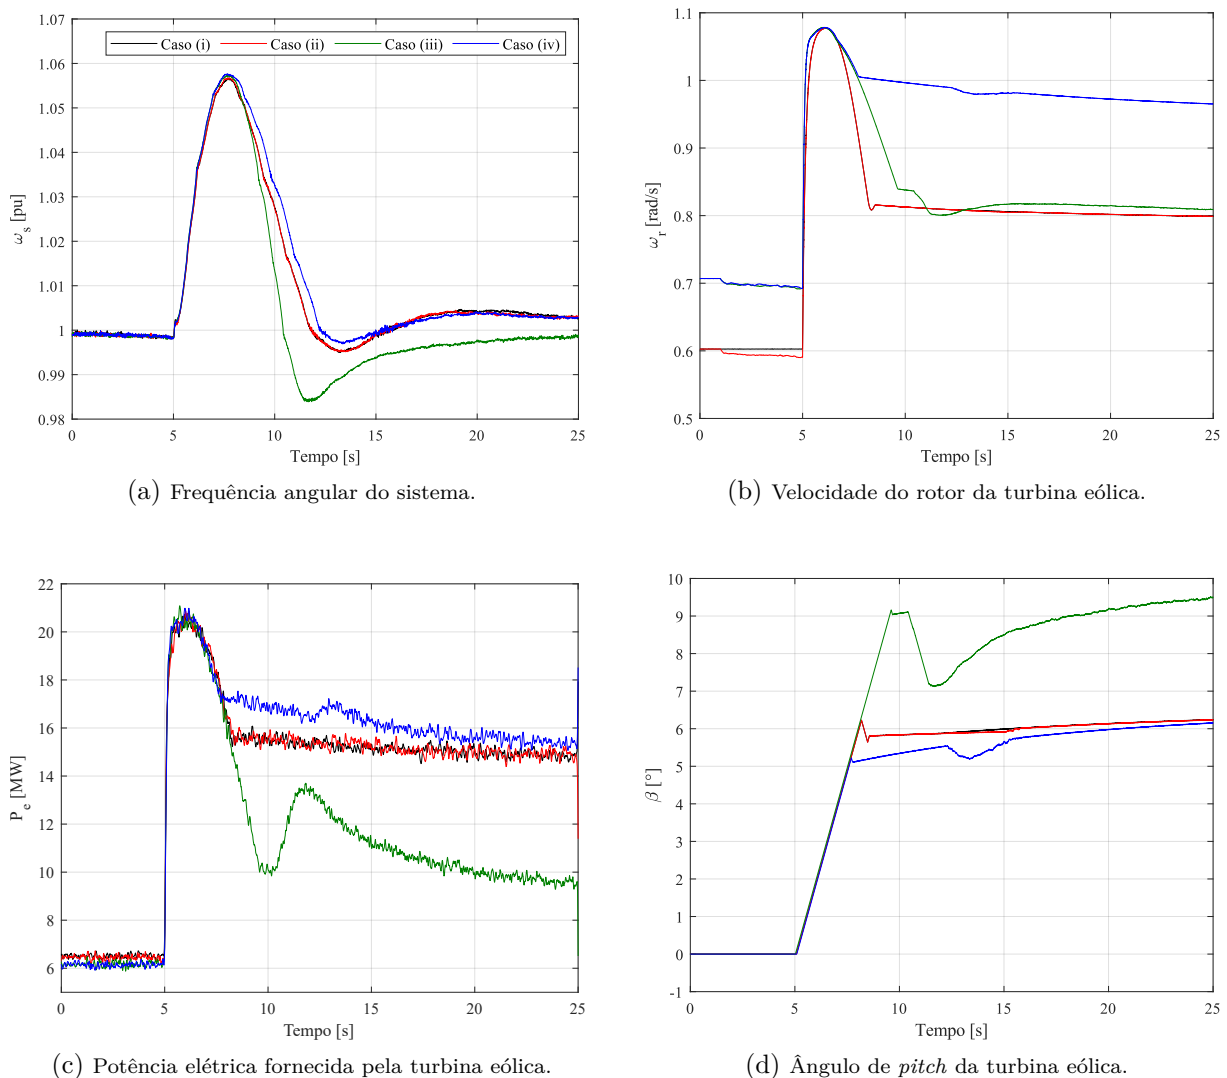 1.07
1.06
1.05
1.04
1.03
1.02
1.01
1
0.99
0.98
ω_s [pu]
Caso (i) Caso (ii) Caso (iii) Caso (iv)
0 5 10 15 20 25
Tempo [s]
(a) Frequência angular do sistema.
1.1
1
0.9
0.8
0.7
0.6
0.5
ω_r [rad/s]
0 5 10 15 20 25
Tempo [s]
(b) Velocidade do rotor da turbina eólica.
22
20
18
16
14
12
10
8
6
P_e [MW]
0 5 10 15 20 25
Tempo [s]
(c) Potência elétrica fornecida pela turbina eólica.
10
9
8
7
6
5
4
3
2
1
0
-1
β [°]
0 5 10 15 20 25
Tempo [s]
(d) Ângulo de pitch da turbina eólica.